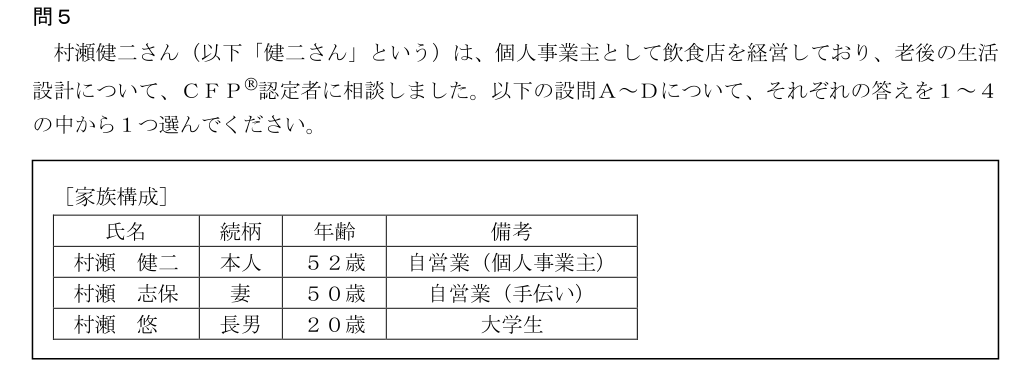 問５
村瀬健二さん（以下「健二さん」という）は、個人事業主として飲食店を経営しており、老後の生活
設計について、ＣＦＰ®認定者に相談しました。以下の設問Ａ～Ｄについて、それぞれの答えを１～４
の中から１つ選んでください。
［家族構成］
氏名 続柄 年齢 備考
村瀬　健二 本人 ５２歳 自営業（個人事業主）
村瀬　志保 妻 ５０歳 自営業（手伝い）
村瀬　悠 長男 ２０歳 大学生